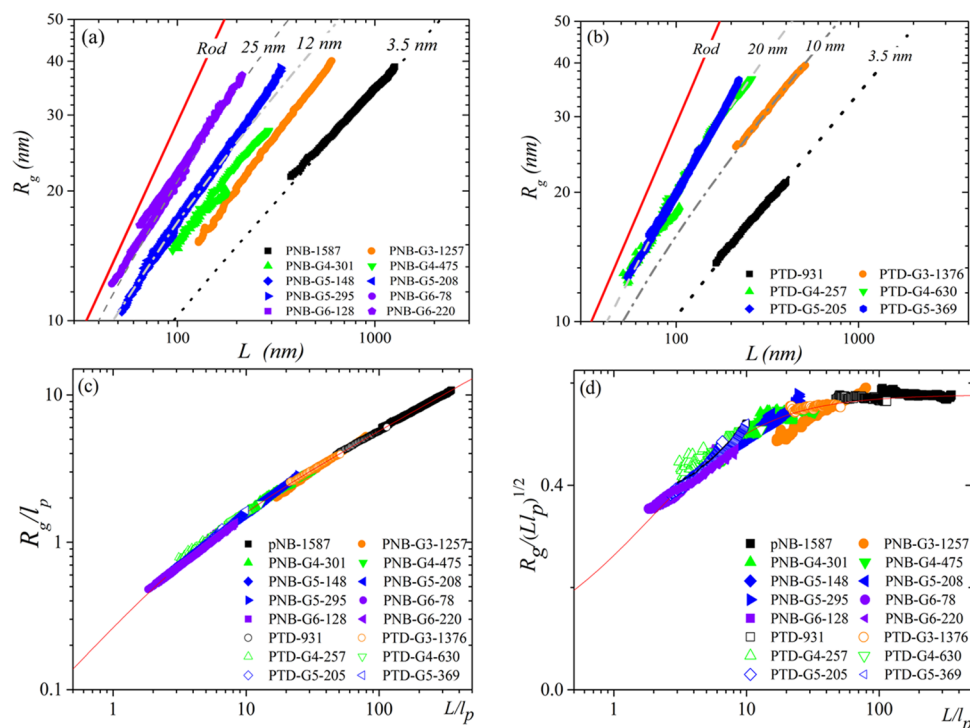 (a)
Rod
25 nm
12 nm
3.5 nm
50
40
30
20
10
R_g (nm)
PNB-1587 PNB-G3-1257
PNB-G4-301 PNB-G4-475
PNB-G5-148 PNB-G5-208
PNB-G5-295 PNB-G6-78
PNB-G6-128 PNB-G6-220
100 1000
L (nm)
(b)
Rod
20 nm
10 nm
3.5 nm
50
40
30
20
10
R_g (nm)
PTD-931 PTD-G3-1376
PTD-G4-257 PTD-G4-630
PTD-G5-205 PTD-G5-369
100 1000
L (nm)
(c)
10
1
0.1
R_g/l_p
pNB-1587 PNB-G3-1257
PNB-G4-301 PNB-G4-475
PNB-G5-148 PNB-G5-208
PNB-G5-295 PNB-G6-78
PNB-G6-128 PNB-G6-220
PTD-931 PTD-G3-1376
PTD-G4-257 PTD-G4-630
PTD-G5-205 PTD-G5-369
1 10 100
L/l_p
(d)
0.4
0.0
R_g/(Ll_p)^1/2
pNB-1587 PNB-G3-1257
PNB-G4-301 PNB-G4-475
PNB-G5-148 PNB-G5-208
PNB-G5-295 PNB-G6-78
PNB-G6-128 PNB-G6-220
PTD-931 PTD-G3-1376
PTD-G4-257 PTD-G4-630
PTD-G5-205 PTD-G5-369
1 10 100
L/l_p